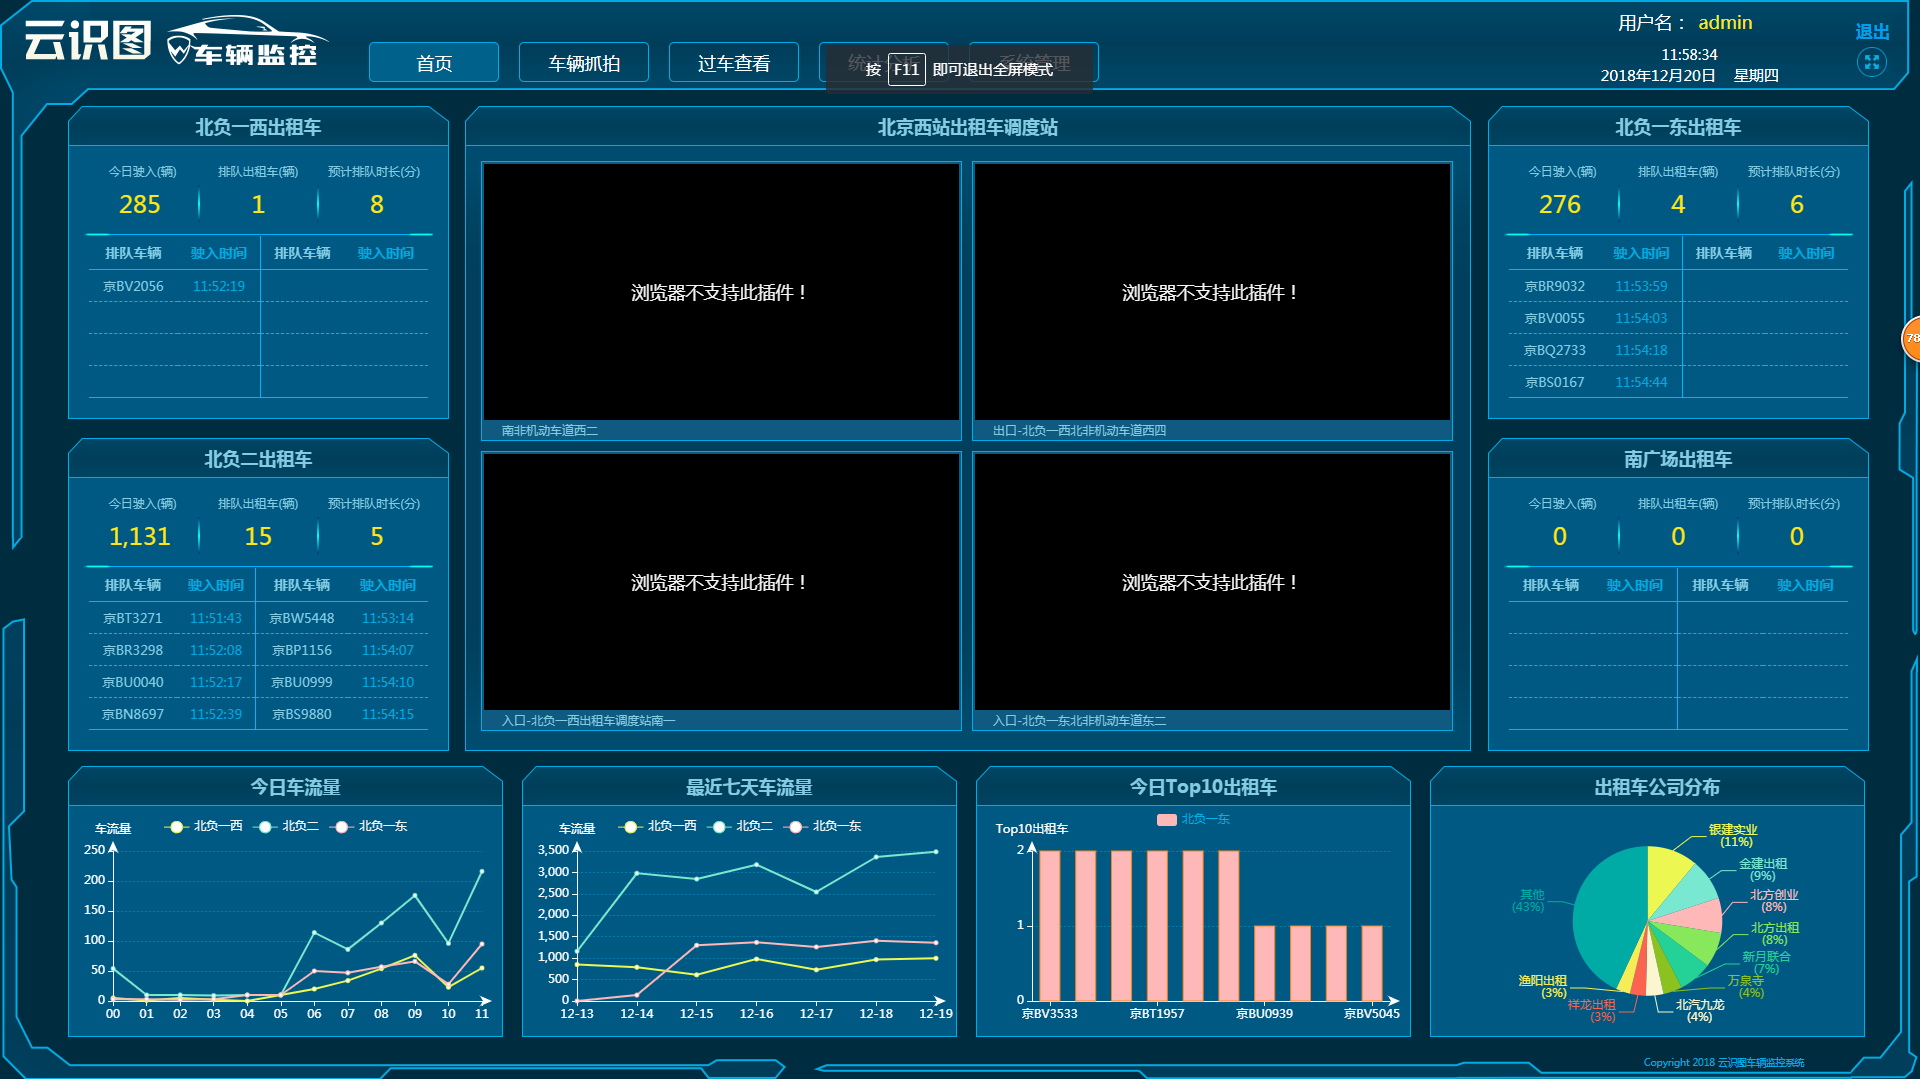 云识图 车辆监控
首页 车辆抓拍 过车查看 统计分析 系统管理
按 F11 即可退出全屏模式
用户名： admin
11:58:34
2018年12月20日 星期四
退出
78
北负一西出租车
今日驶入(辆) 排队出租车(辆) 预计排队时长(分)
285 1 8
排队车辆 驶入时间 排队车辆 驶入时间
京BV2056 11:52:19
北京西站出租车调度站
浏览器不支持此插件！
南非机动车道西二
浏览器不支持此插件！
出口-北负一西北非机动车道西四
浏览器不支持此插件！
入口-北负一西出租车调度站南一
浏览器不支持此插件！
入口-北负一东北非机动车道东二
北负一东出租车
今日驶入(辆) 排队出租车(辆) 预计排队时长(分)
276 4 6
排队车辆 驶入时间 排队车辆 驶入时间
京BR9032 11:53:59
京BV0055 11:54:03
京BQ2733 11:54:18
京BS0167 11:54:44
北负二出租车
今日驶入(辆) 排队出租车(辆) 预计排队时长(分)
1,131 15 5
排队车辆 驶入时间 排队车辆 驶入时间
京BT3271 11:51:43 京BW5448 11:53:14
京BR3298 11:52:08 京BP1156 11:54:07
京BU0040 11:52:17 京BU0999 11:54:10
京BN8697 11:52:39 京BS9880 11:54:15
南广场出租车
今日驶入(辆) 排队出租车(辆) 预计排队时长(分)
0 0 0
排队车辆 驶入时间 排队车辆 驶入时间
今日车流量
车流量 北负一西 北负二 北负一东
250
200
150
100
50
0
00 01 02 03 04 05 06 07 08 09 10 11
最近七天车流量
车流量 北负一西 北负二 北负一东
3,500
3,000
2,500
2,000
1,500
1,000
500
0
12-13 12-14 12-15 12-16 12-17 12-18 12-19
今日Top10出租车
北负一东
Top10出租车
2
1
0
京BV3533 京BT1957 京BU0939 京BV5045
出租车公司分布
银建实业
(11%)
金建出租
(9%)
北方创业
(8%)
北方出租
(8%)
新月联合
(7%)
万泉寺
(4%)
北汽九龙
(4%)
祥龙出租
(3%)
渔阳出租
(3%)
其他
(43%)
Copyright 2018 云识图车辆监控系统